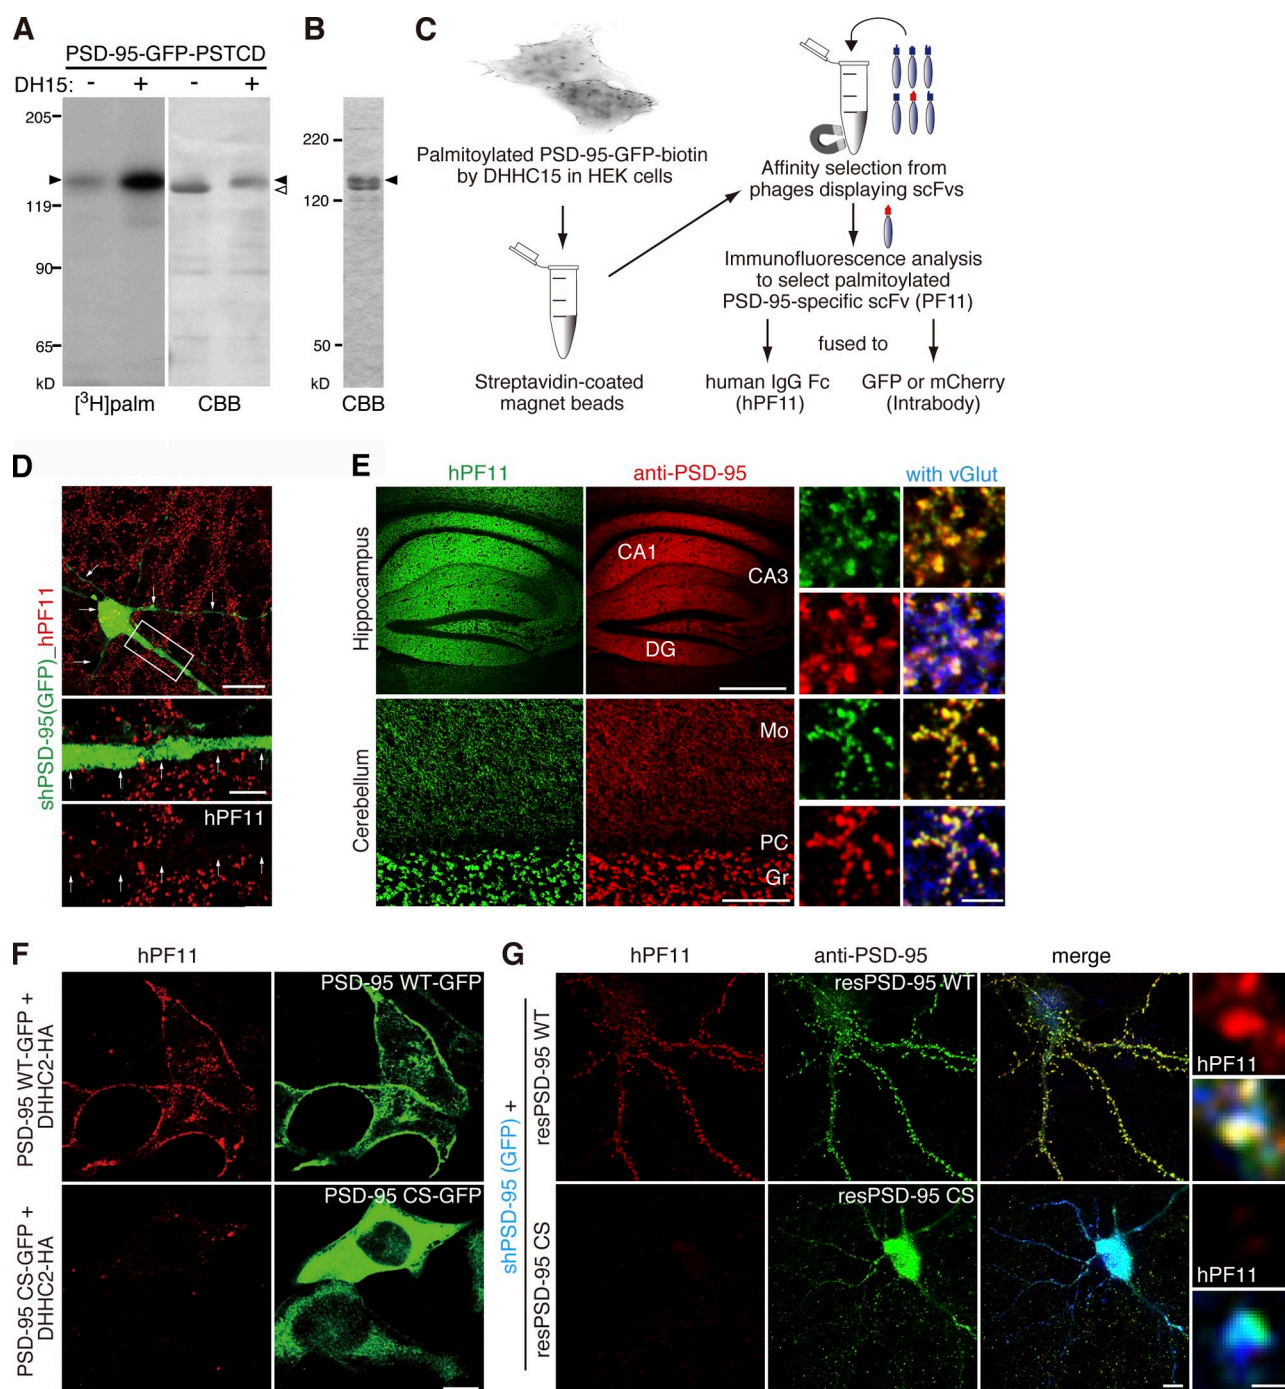 A
PSD-95-GFP-PSTCD
DH15: - + - +
205
119
90
65
kD
[³H]palm
CBB
B
220
120
50
kD
CBB
C
Palmitoylated PSD-95-GFP-biotin
by DHHC15 in HEK cells
Streptavidin-coated
magnet beads
Affinity selection from
phages displaying scFvs
Immunofluorescence analysis
to select palmitoylated
PSD-95-specific scFv (PF11)
fused to
human IgG Fc
(hPF11)
GFP or mCherry
(Intrabody)
D
shPSD-95(GFP)_hPF11
hPF11
E
hPF11
anti-PSD-95
with vGlut
Hippocampus
CA1
CA3
DG
Cerebellum
Mo
PC
Gr
F
hPF11
PSD-95 WT-GFP +
DHHC2-HA
PSD-95 WT-GFP
PSD-95 CS-GFP +
DHHC2-HA
PSD-95 CS-GFP
G
hPF11
anti-PSD-95
merge
shPSD-95 (GFP) +
resPSD-95 WT
resPSD-95 WT
hPF11
resPSD-95 CS
resPSD-95 CS
hPF11